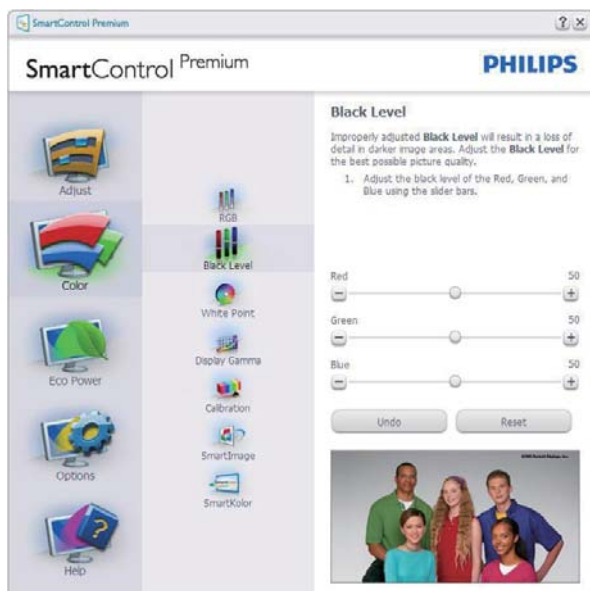 SmartControl Premium
SmartControl Premium
PHILIPS
Adjust
Color
Eco Power
Options
Help
RGB
Black Level
White Point
Display Gamma
Calibration
SmartImage
SmartKolor
Black Level
Improperly adjusted Black Level will result in a loss of
detail in darker image areas. Adjust the Black Level for
the best possible picture quality.
1. Adjust the black level of the Red, Green, and
Blue using the slider bars.
Red 50
Green 50
Blue 50
Undo Reset